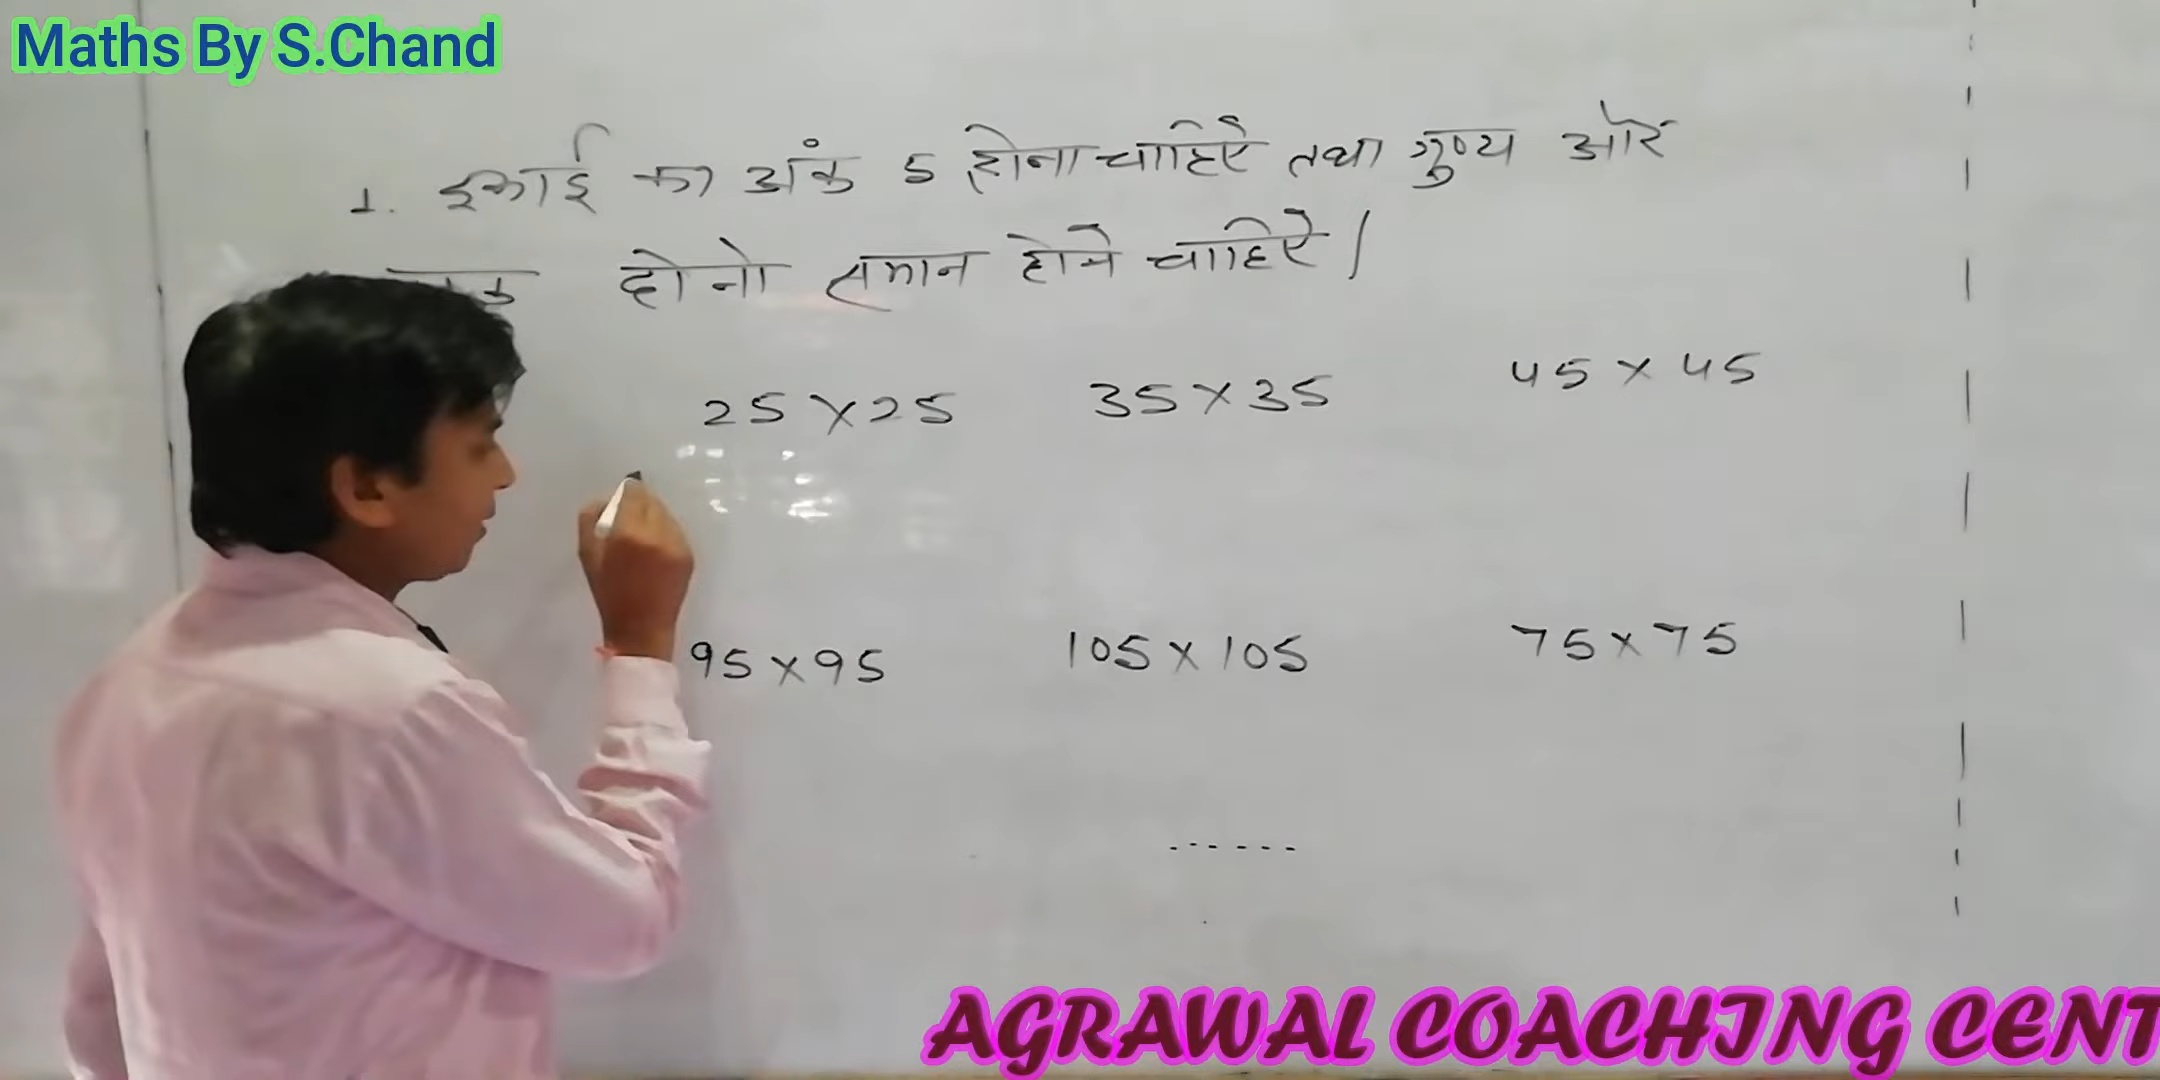 Maths By S.Chand
1. इकाई का अंक 5 होना चाहिए तथा गुण्य और
दोनो समान होने चाहिए।
25 × 25 35 × 35 45 × 45
95 × 95 105 × 105 75 × 75
......
AGRAWAL COACHING CENT